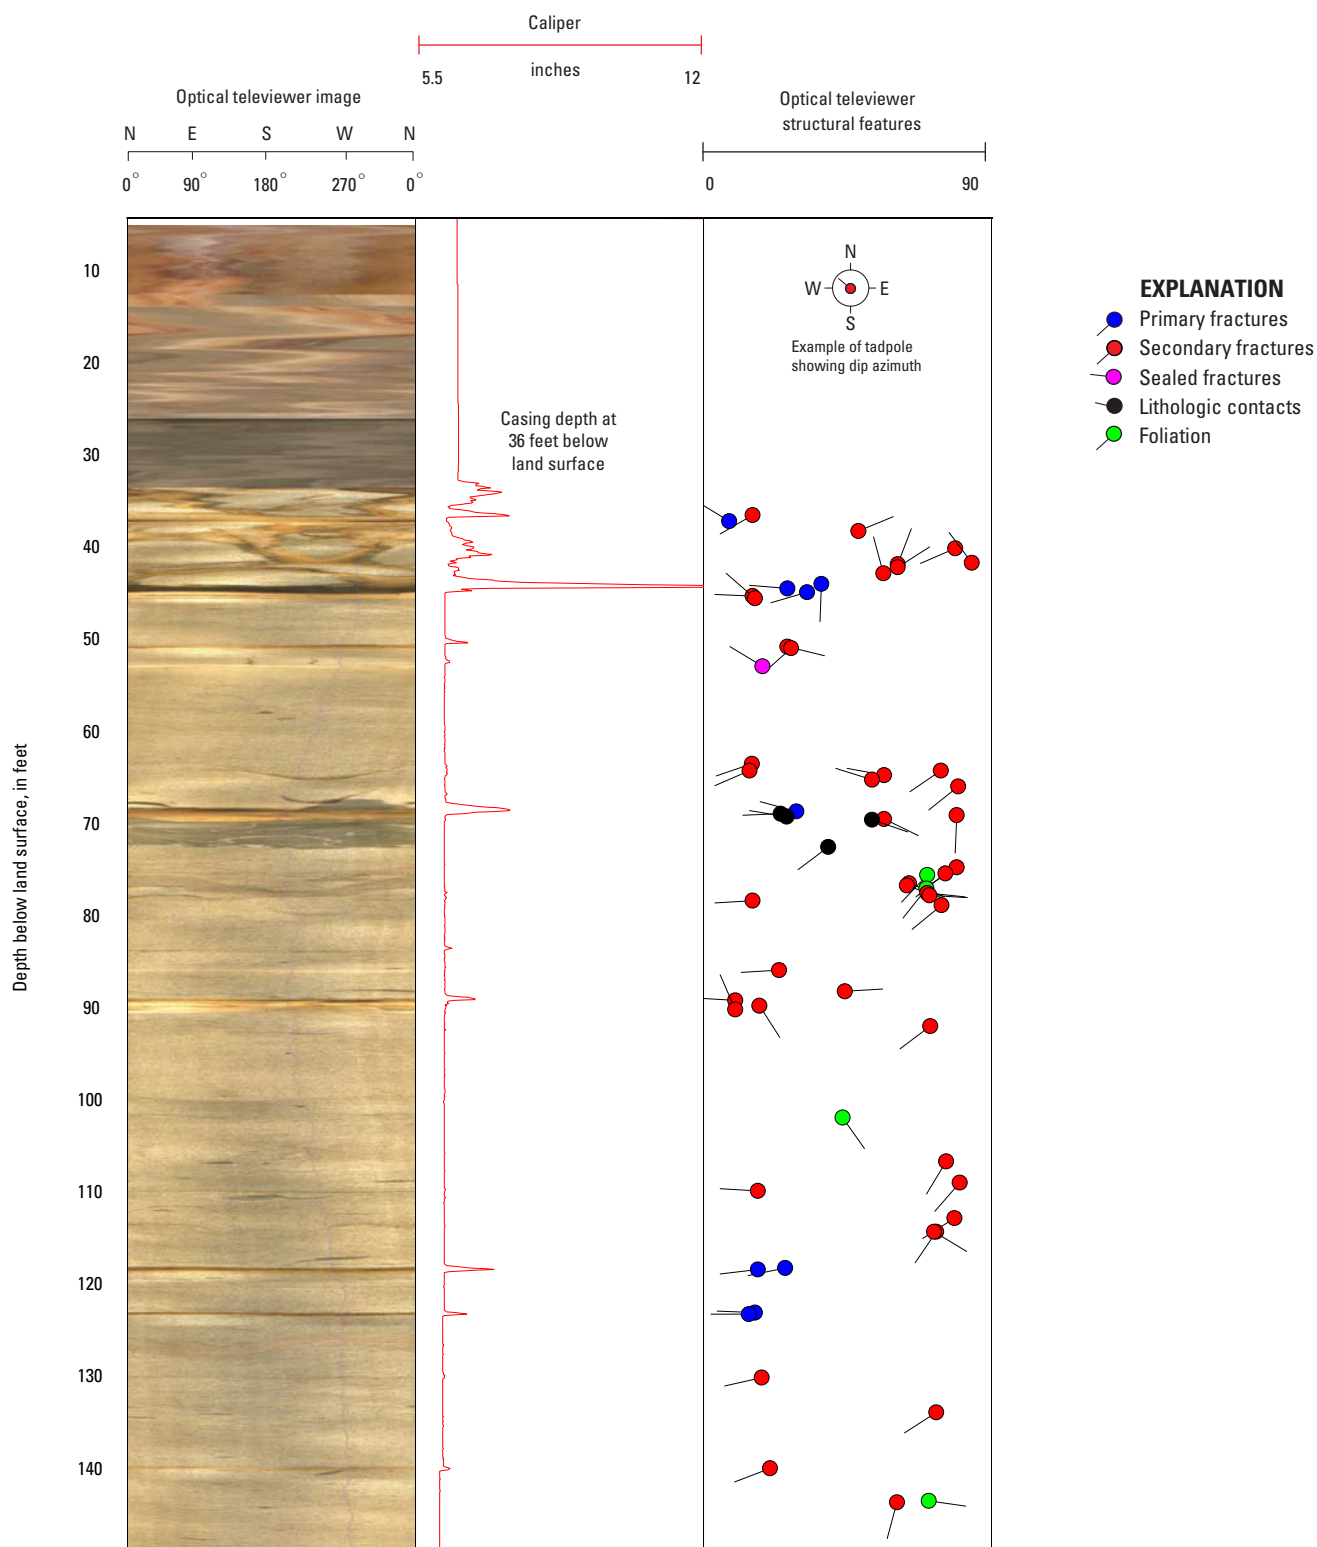 Caliper
inches
5.5 12
Optical televiewer image
N E S W N
0° 90° 180° 270° 0°
Optical televiewer
structural features
0 90
N
W E
S
Example of tadpole
showing dip azimuth
EXPLANATION
Primary fractures
Secondary fractures
Sealed fractures
Lithologic contacts
Foliation
Casing depth at
36 feet below
land surface
Depth below land surface, in feet
10
20
30
40
50
60
70
80
90
100
110
120
130
140